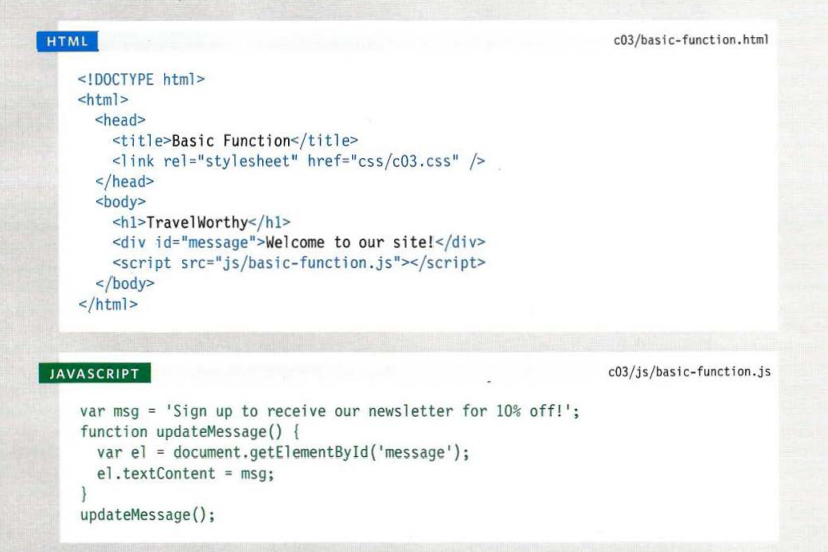 HTML
c03/basic-function.html
<!DOCTYPE html>
<html>
<head>
<title>Basic Function</title>
<link rel="stylesheet" href="css/c03.css" />
</head>
<body>
<h1>TravelWorthy</h1>
<div id="message">Welcome to our site!</div>
<script src="js/basic-function.js"></script>
</body>
</html>
JAVASCRIPT
c03/js/basic-function.js
var msg = 'Sign up to receive our newsletter for 10% off!';
function updateMessage() {
var el = document.getElementById('message');
el.textContent = msg;
}
updateMessage();